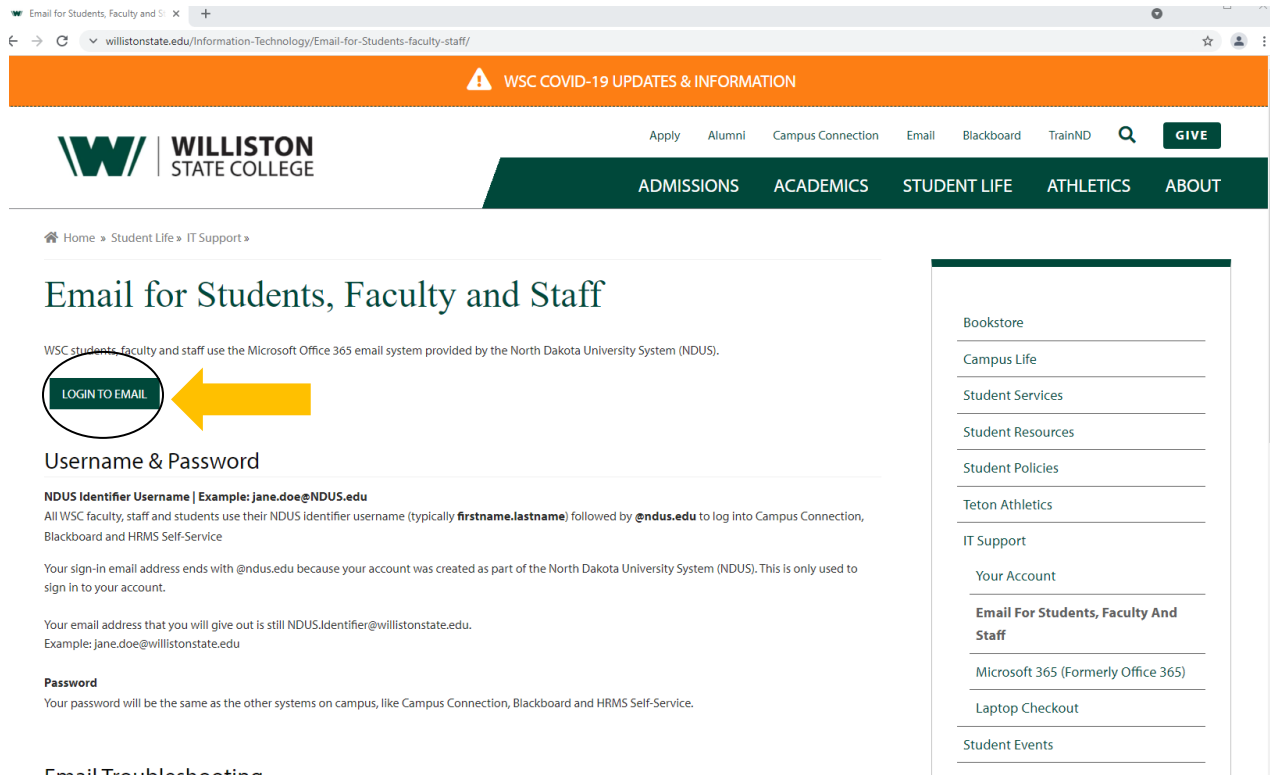 Email for Students, Faculty and St
willistonstate.edu/Information-Technology/Email-for-Students-faculty-staff/
WSC COVID-19 UPDATES & INFORMATION
Apply Alumni Campus Connection Email Blackboard TrainND GIVE
WILLISTON
STATE COLLEGE
ADMISSIONS ACADEMICS STUDENT LIFE ATHLETICS ABOUT
Home » Student Life » IT Support »
Email for Students, Faculty and Staff
WSC students, faculty and staff use the Microsoft Office 365 email system provided by the North Dakota University System (NDUS).
LOGIN TO EMAIL
Username & Password
NDUS Identifier Username | Example: jane.doe@NDUS.edu
All WSC faculty, staff and students use their NDUS identifier username (typically firstname.lastname) followed by @ndus.edu to log into Campus Connection,
Blackboard and HRMS Self-Service
Your sign-in email address ends with @ndus.edu because your account was created as part of the North Dakota University System (NDUS). This is only used to
sign in to your account.
Your email address that you will give out is still NDUS.Identifier@willistonstate.edu.
Example: jane.doe@willistonstate.edu
Password
Your password will be the same as the other systems on campus, like Campus Connection, Blackboard and HRMS Self-Service.
Email Troubleshooting
Bookstore
Campus Life
Student Services
Student Resources
Student Policies
Teton Athletics
IT Support
Your Account
Email For Students, Faculty And
Staff
Microsoft 365 (Formerly Office 365)
Laptop Checkout
Student Events